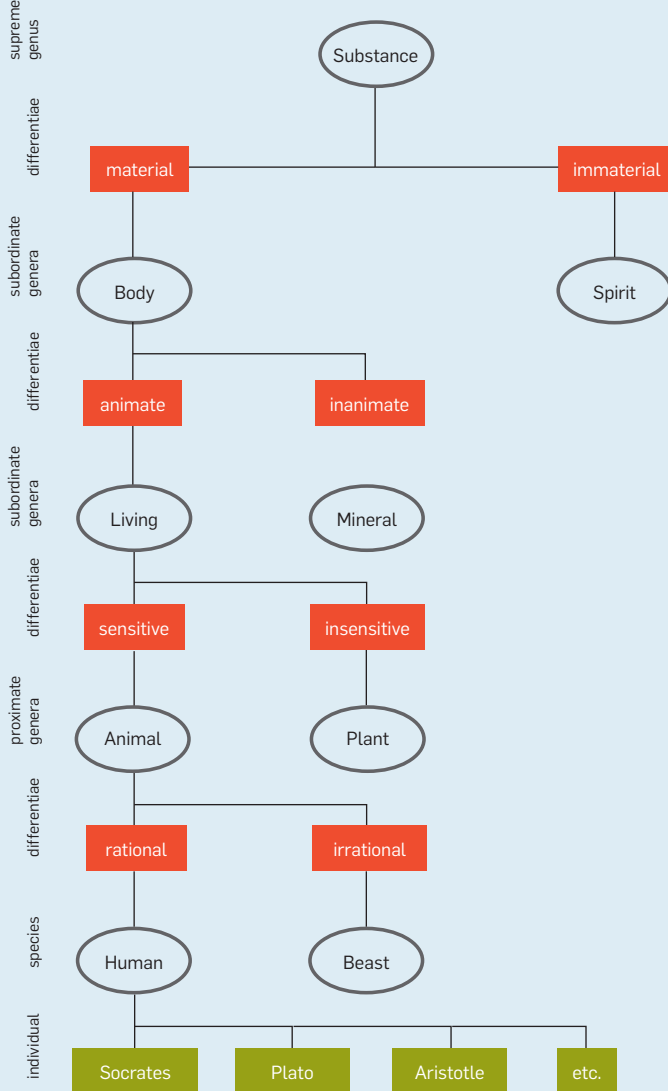 supreme
genus
Substance
differentiae
material
immaterial
subordinate
genera
Body
Spirit
differentiae
animate
inanimate
subordinate
genera
Living
Mineral
differentiae
sensitive
insensitive
proximate
genera
Animal
Plant
differentiae
rational
irrational
species
Human
Beast
individual
Socrates
Plato
Aristotle
etc.